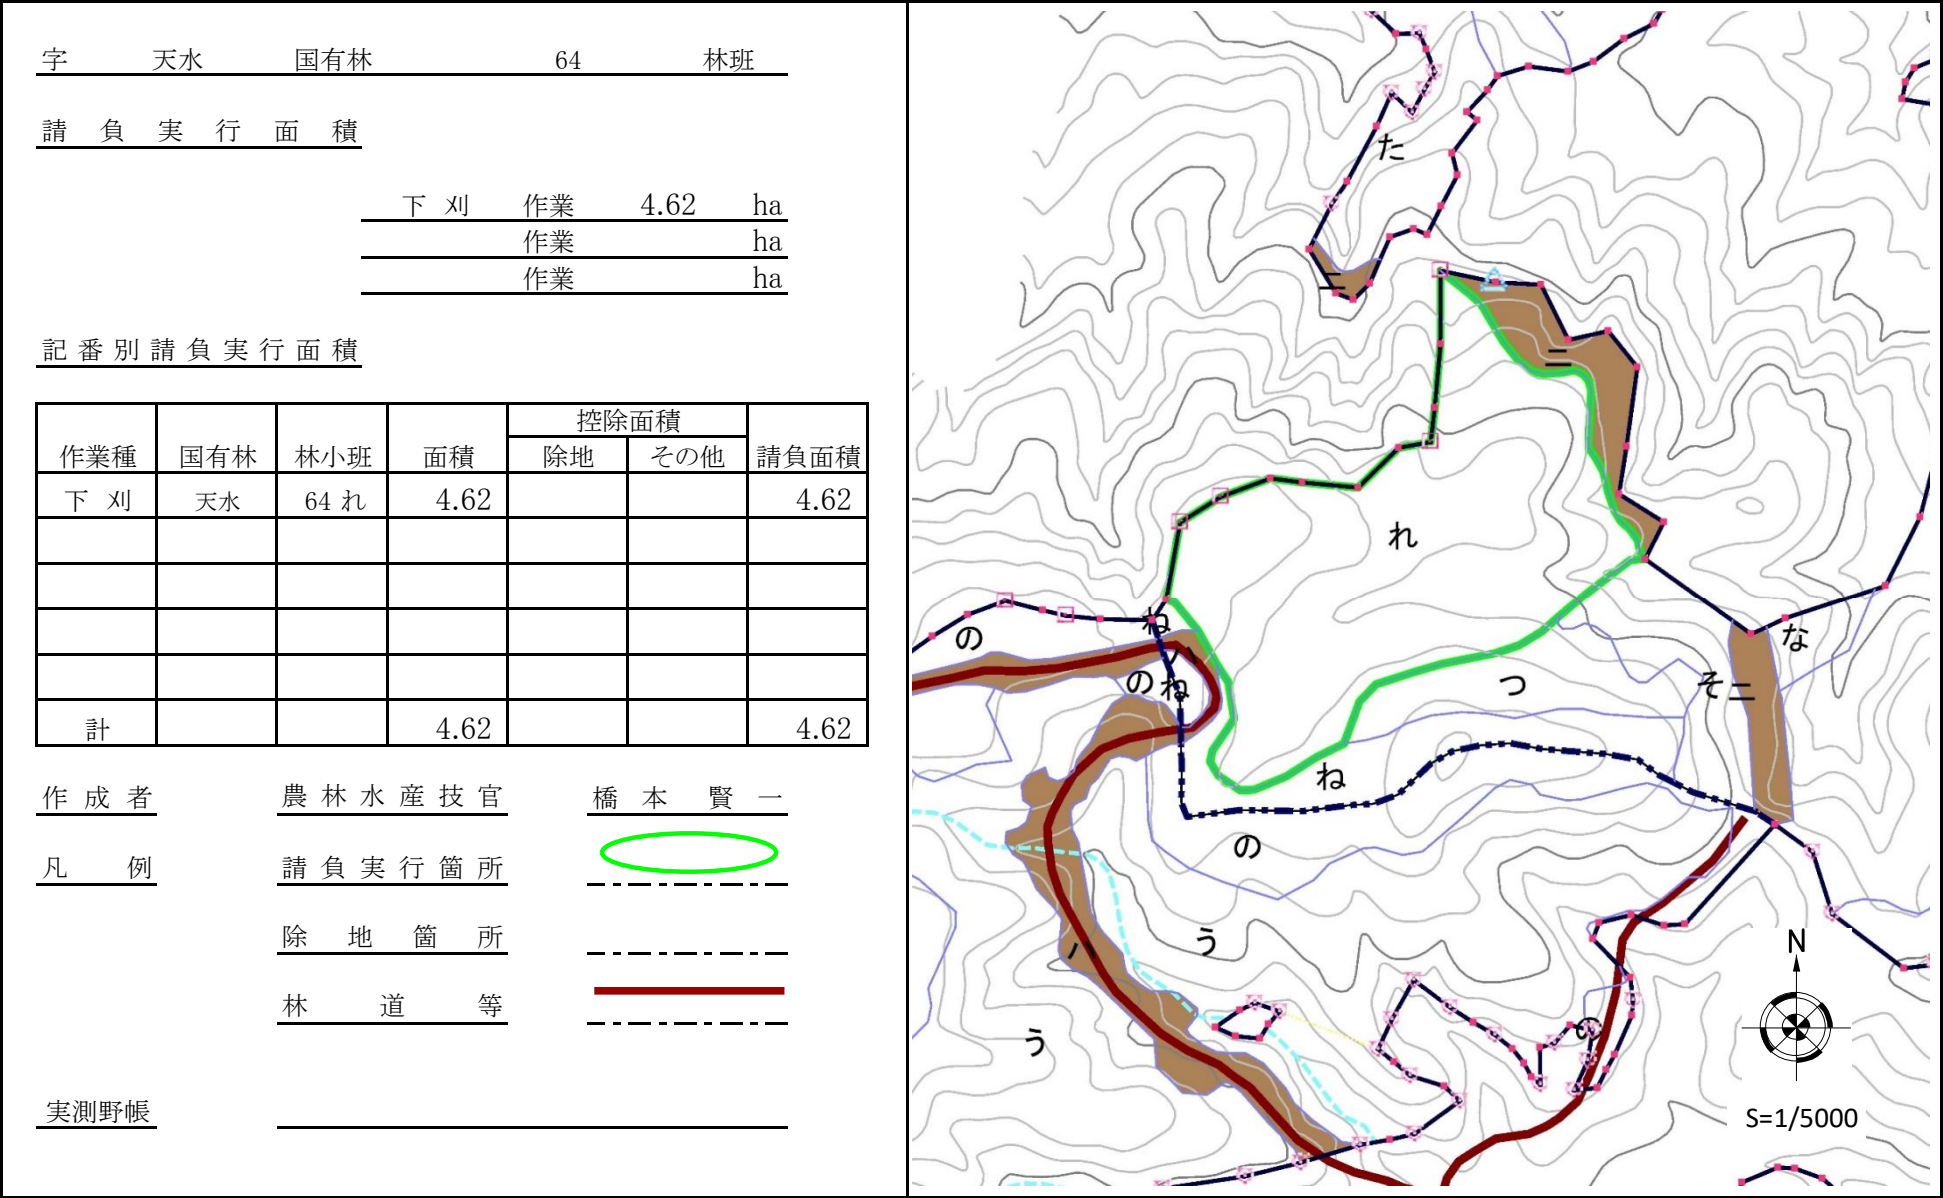 字 天水 国有林 64 林班
請負実行面積
下刈 作業 4.62 ha
作業 ha
作業 ha
記番別請負実行面積
作業種 国有林 林小班 面積 控除面積 請負面積
除地 その他
下刈 天水 64 れ 4.62 4.62
計 4.62 4.62
作成者 農林水産技官 橋本 賢一
凡例 請負実行箇所
除地箇所
林道等
実測野帳
た
ニ
ニ
れ
ね
の
ハ
な
の
ね
つ
そ
ニ
ね
の
う
ハ
N
の
う
S=1/5000